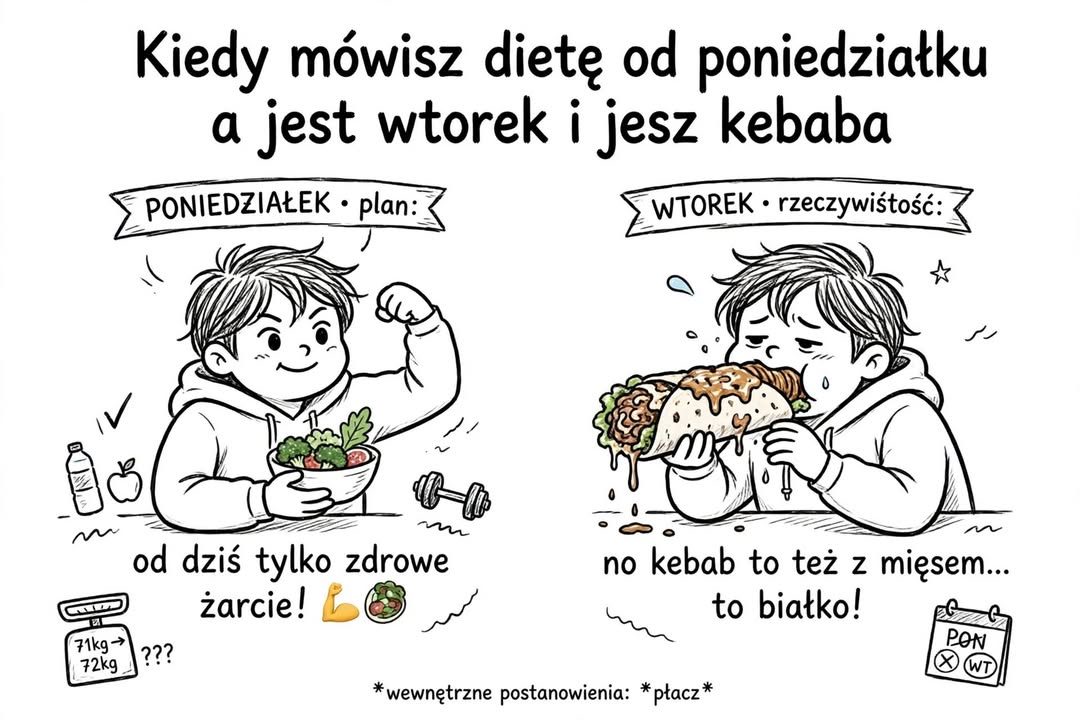 Kiedy mówisz dietę od poniedziałku
a jest wtorek i jesz kebaba
PONIEDZIAŁEK • plan:
WTOREK • rzeczywiśtość:
od dziś tylko zdrowe
żarcie! 💪🥗
no kebab to też z mięsem...
to białko!
71kg→
72kg
???
PON
X WT
*wewnętrzne postanowienia: *płacz*